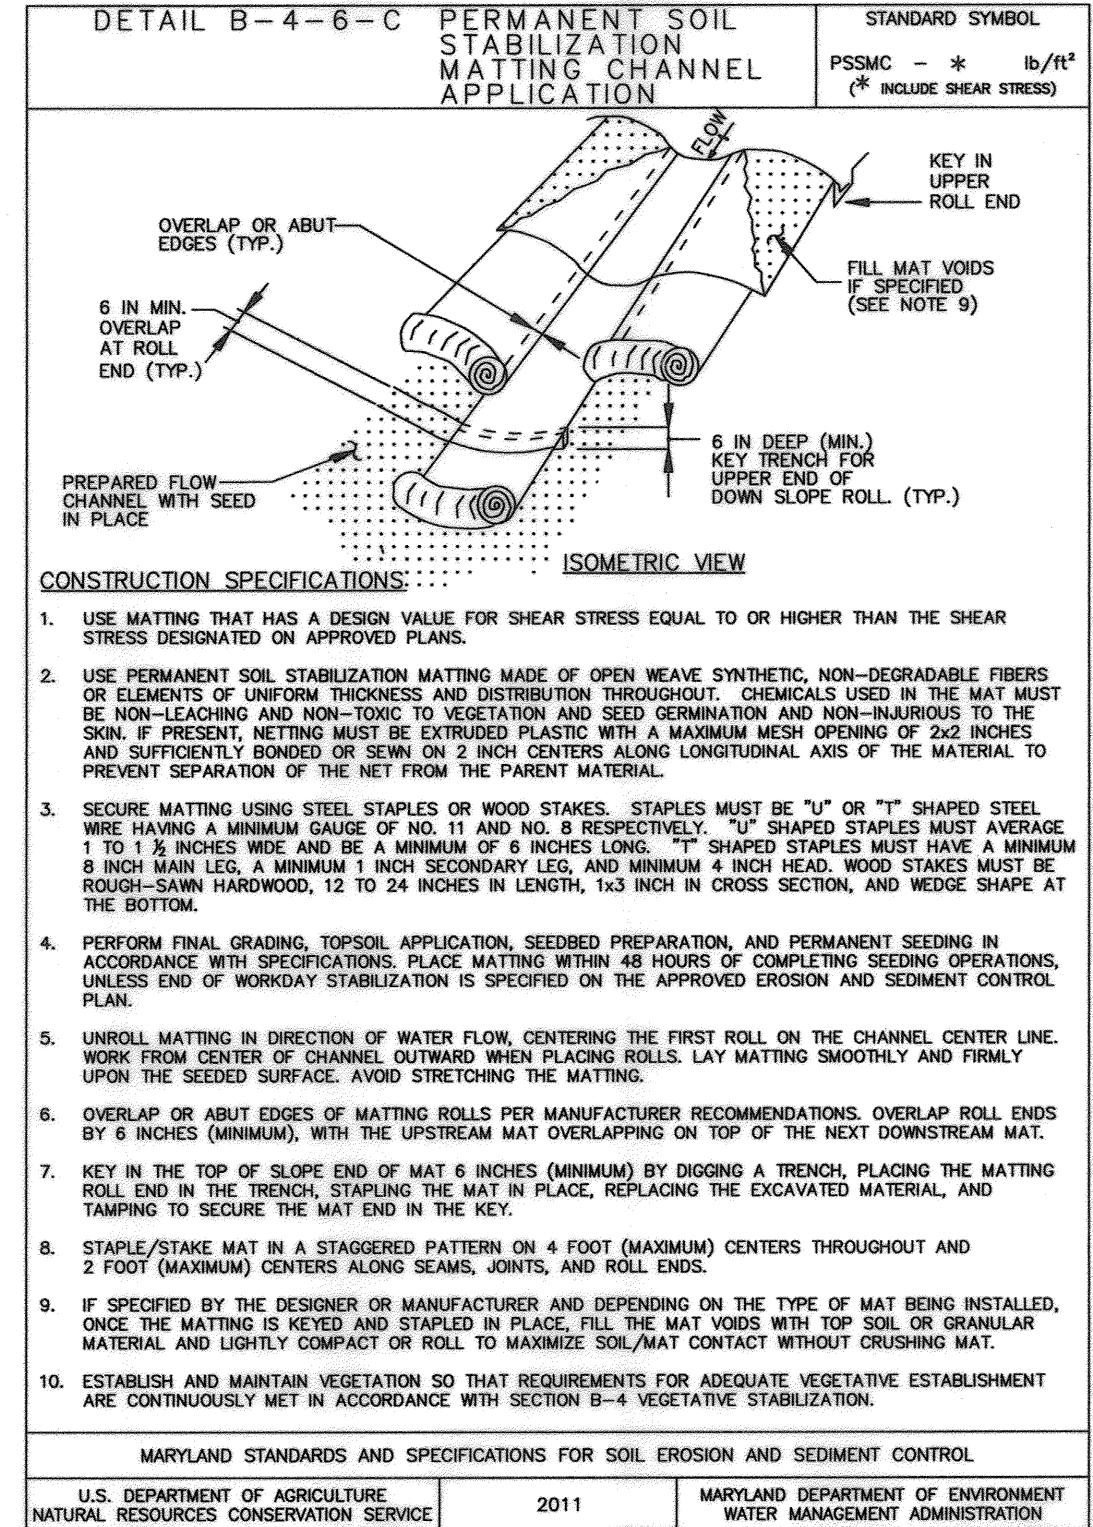 DETAIL B-4-6-C PERMANENT SOIL
STABILIZATION
MATTING CHANNEL
APPLICATION
STANDARD SYMBOL
PSSMC - * lb/ft²
(* INCLUDE SHEAR STRESS)
FLOW
KEY IN
UPPER
ROLL END
OVERLAP OR ABUT
EDGES (TYP.)
FILL MAT VOIDS
IF SPECIFIED
(SEE NOTE 9)
6 IN MIN.
OVERLAP
AT ROLL
END (TYP.)
6 IN DEEP (MIN.)
KEY TRENCH FOR
UPPER END OF
DOWN SLOPE ROLL. (TYP.)
PREPARED FLOW
CHANNEL WITH SEED
IN PLACE
ISOMETRIC VIEW
CONSTRUCTION SPECIFICATIONS:
1. USE MATTING THAT HAS A DESIGN VALUE FOR SHEAR STRESS EQUAL TO OR HIGHER THAN THE SHEAR
STRESS DESIGNATED ON APPROVED PLANS.
2. USE PERMANENT SOIL STABILIZATION MATTING MADE OF OPEN WEAVE SYNTHETIC, NON-DEGRADABLE FIBERS
OR ELEMENTS OF UNIFORM THICKNESS AND DISTRIBUTION THROUGHOUT. CHEMICALS USED IN THE MAT MUST
BE NON-LEACHING AND NON-TOXIC TO VEGETATION AND SEED GERMINATION AND NON-INJURIOUS TO THE
SKIN. IF PRESENT, NETTING MUST BE EXTRUDED PLASTIC WITH A MAXIMUM MESH OPENING OF 2x2 INCHES
AND SUFFICIENTLY BONDED OR SEWN ON 2 INCH CENTERS ALONG LONGITUDINAL AXIS OF THE MATERIAL TO
PREVENT SEPARATION OF THE NET FROM THE PARENT MATERIAL.
3. SECURE MATTING USING STEEL STAPLES OR WOOD STAKES. STAPLES MUST BE "U" OR "T" SHAPED STEEL
WIRE HAVING A MINIMUM GAUGE OF NO. 11 AND NO. 8 RESPECTIVELY. "U" SHAPED STAPLES MUST AVERAGE
1 TO 1 ½ INCHES WIDE AND BE A MINIMUM OF 6 INCHES LONG. "T" SHAPED STAPLES MUST HAVE A MINIMUM
8 INCH MAIN LEG, A MINIMUM 1 INCH SECONDARY LEG, AND MINIMUM 4 INCH HEAD. WOOD STAKES MUST BE
ROUGH-SAWN HARDWOOD, 12 TO 24 INCHES IN LENGTH, 1x3 INCH IN CROSS SECTION, AND WEDGE SHAPE AT
THE BOTTOM.
4. PERFORM FINAL GRADING, TOPSOIL APPLICATION, SEEDBED PREPARATION, AND PERMANENT SEEDING IN
ACCORDANCE WITH SPECIFICATIONS. PLACE MATTING WITHIN 48 HOURS OF COMPLETING SEEDING OPERATIONS,
UNLESS END OF WORKDAY STABILIZATION IS SPECIFIED ON THE APPROVED EROSION AND SEDIMENT CONTROL
PLAN.
5. UNROLL MATTING IN DIRECTION OF WATER FLOW, CENTERING THE FIRST ROLL ON THE CHANNEL CENTER LINE.
WORK FROM CENTER OF CHANNEL OUTWARD WHEN PLACING ROLLS. LAY MATTING SMOOTHLY AND FIRMLY
UPON THE SEEDED SURFACE. AVOID STRETCHING THE MATTING.
6. OVERLAP OR ABUT EDGES OF MATTING ROLLS PER MANUFACTURER RECOMMENDATIONS. OVERLAP ROLL ENDS
BY 6 INCHES (MINIMUM), WITH THE UPSTREAM MAT OVERLAPPING ON TOP OF THE NEXT DOWNSTREAM MAT.
7. KEY IN THE TOP OF SLOPE END OF MAT 6 INCHES (MINIMUM) BY DIGGING A TRENCH, PLACING THE MATTING
ROLL END IN THE TRENCH, STAPLING THE MAT IN PLACE, REPLACING THE EXCAVATED MATERIAL, AND
TAMPING TO SECURE THE MAT END IN THE KEY.
8. STAPLE/STAKE MAT IN A STAGGERED PATTERN ON 4 FOOT (MAXIMUM) CENTERS THROUGHOUT AND
2 FOOT (MAXIMUM) CENTERS ALONG SEAMS, JOINTS, AND ROLL ENDS.
9. IF SPECIFIED BY THE DESIGNER OR MANUFACTURER AND DEPENDING ON THE TYPE OF MAT BEING INSTALLED,
ONCE THE MATTING IS KEYED AND STAPLED IN PLACE, FILL THE MAT VOIDS WITH TOP SOIL OR GRANULAR
MATERIAL AND LIGHTLY COMPACT OR ROLL TO MAXIMIZE SOIL/MAT CONTACT WITHOUT CRUSHING MAT.
10. ESTABLISH AND MAINTAIN VEGETATION SO THAT REQUIREMENTS FOR ADEQUATE VEGETATIVE ESTABLISHMENT
ARE CONTINUOUSLY MET IN ACCORDANCE WITH SECTION B-4 VEGETATIVE STABILIZATION.
MARYLAND STANDARDS AND SPECIFICATIONS FOR SOIL EROSION AND SEDIMENT CONTROL
U.S. DEPARTMENT OF AGRICULTURE
NATURAL RESOURCES CONSERVATION SERVICE
2011
MARYLAND DEPARTMENT OF ENVIRONMENT
WATER MANAGEMENT ADMINISTRATION